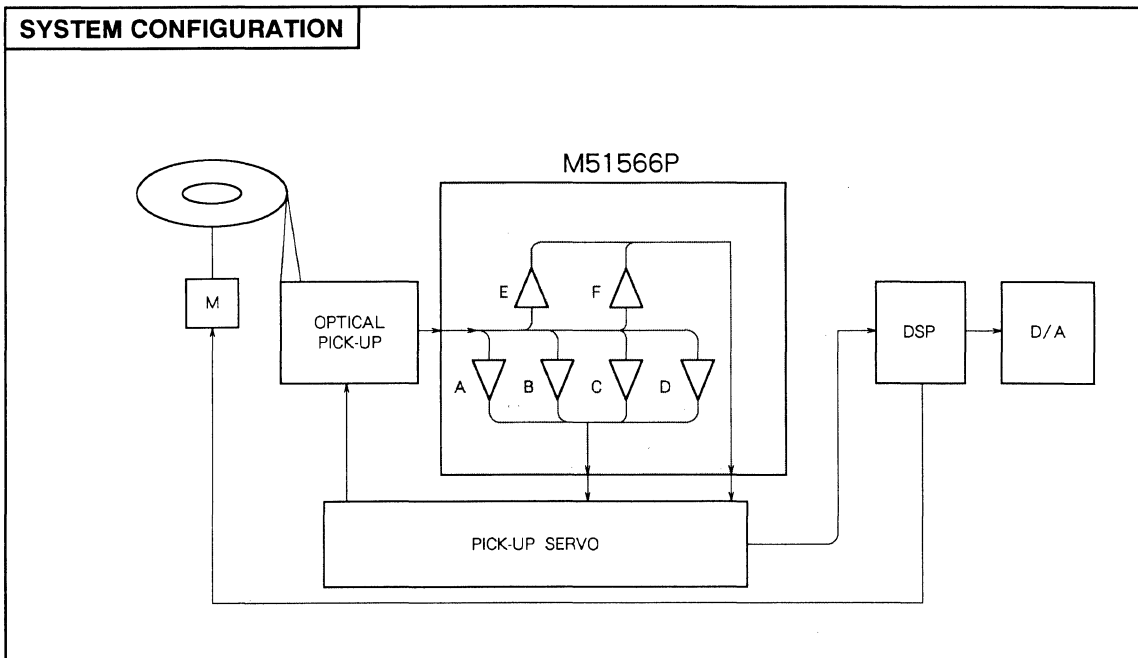 SYSTEM CONFIGURATION
M51566P
E
F
M
OPTICAL
PICK-UP
DSP
D/A
A
B
C
D
PICK-UP SERVO